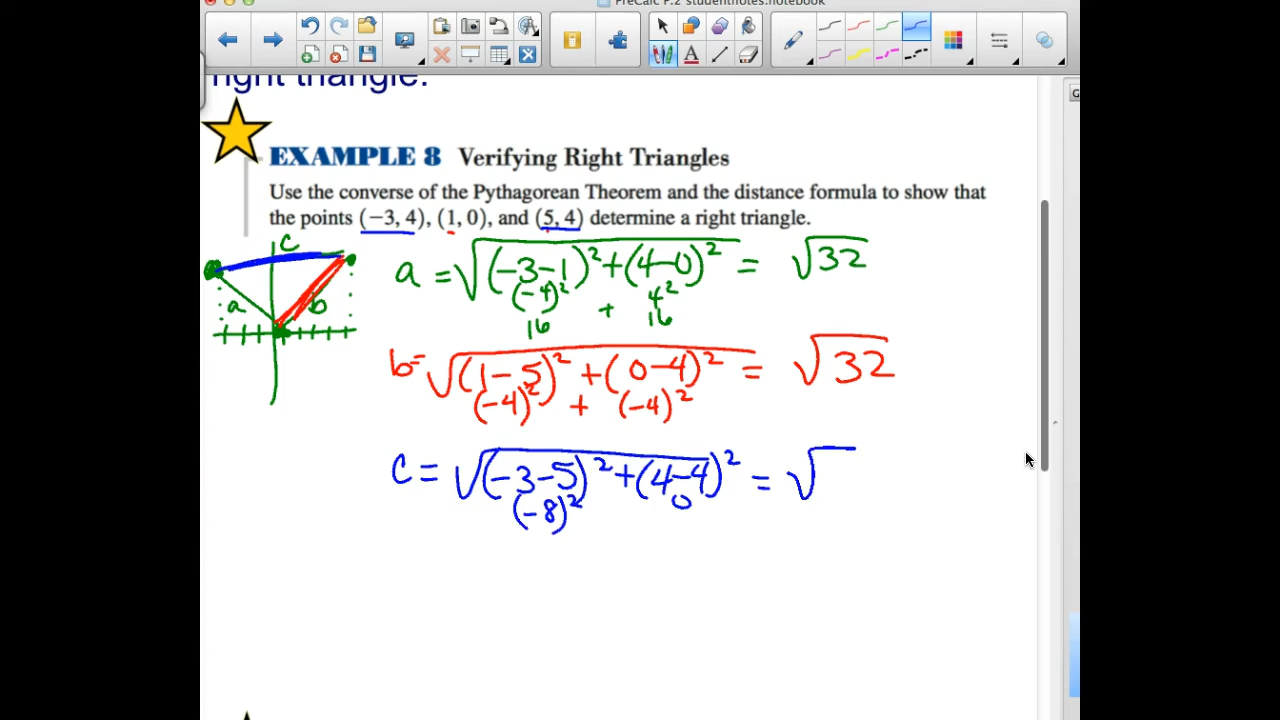 PreCalc P.2 studentnotes.notebook
right triangle.
EXAMPLE 8 Verifying Right Triangles
Use the converse of the Pythagorean Theorem and the distance formula to show that
the points (−3, 4), (1, 0), and (5, 4) determine a right triangle.
c
a b
a = √(-3-1)² + (4-0)² = √32
(-4)² + 4²
16 16
b= √(1-5)² + (0-4)² = √32
(-4)² + (-4)²
c = √(-3-5)² + (4-4)² = √
(-8)² 0
A
G